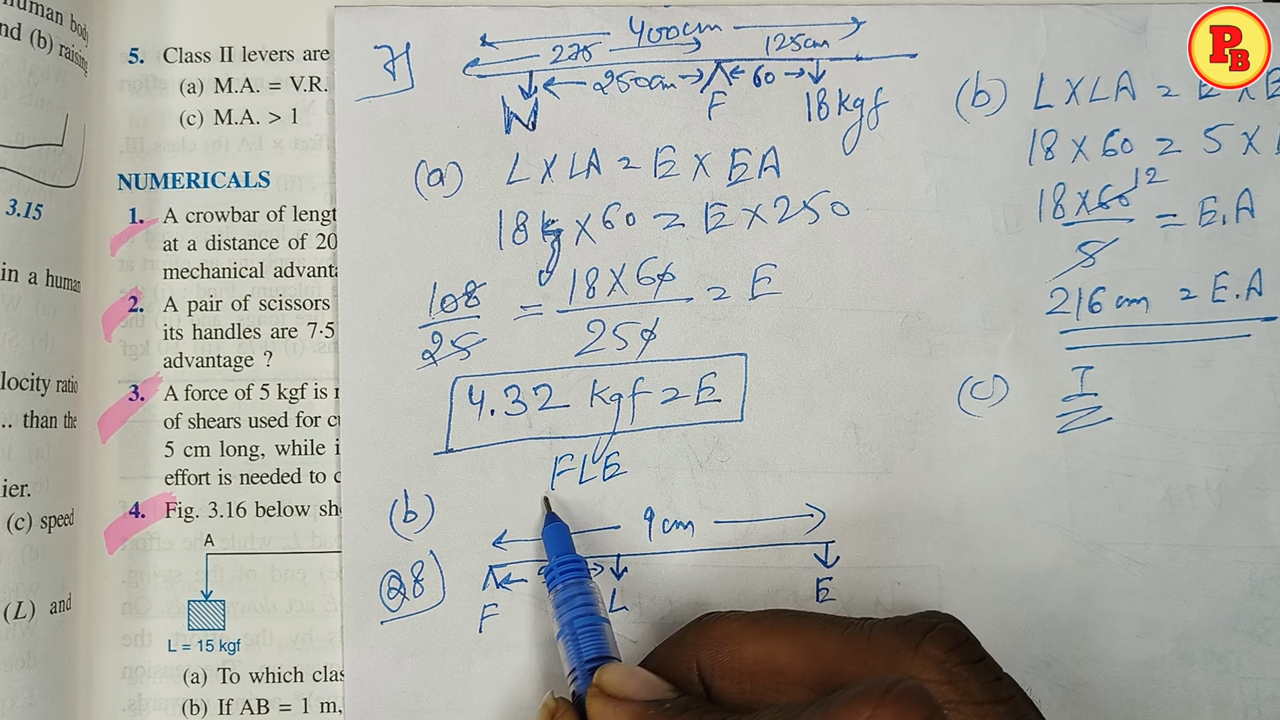 human body
nd (b) raising
3.15
in a human
locity ratio
.. than the
ier.
(c) speed
(L) and
5. Class II levers are
(a) M.A. = V.R.
(c) M.A. > 1
NUMERICALS
1. A crowbar of lengt
at a distance of 20
mechanical advanta
2. A pair of scissors
its handles are 7·5
advantage ?
3. A force of 5 kgf is r
of shears used for c
5 cm long, while i
effort is needed to c
4. Fig. 3.16 below sh
A
L = 15 kgf
(a) To which clas
(b) If AB = 1 m,
7)
400cm
275
125cm
250cm
60
F
18kgf
(a) L X LA = E X EA
18kg X 60 = E X 250
108/25 = 18 X 60/250 = E
4.32 kgf = E
FLE
(b)
Q8)
9cm
F
L
E
(b) L X LA = E X E
18 X 60 = 5 X
18 X 60 12/5 = E.A
216 cm = E.A
(c) I
PB